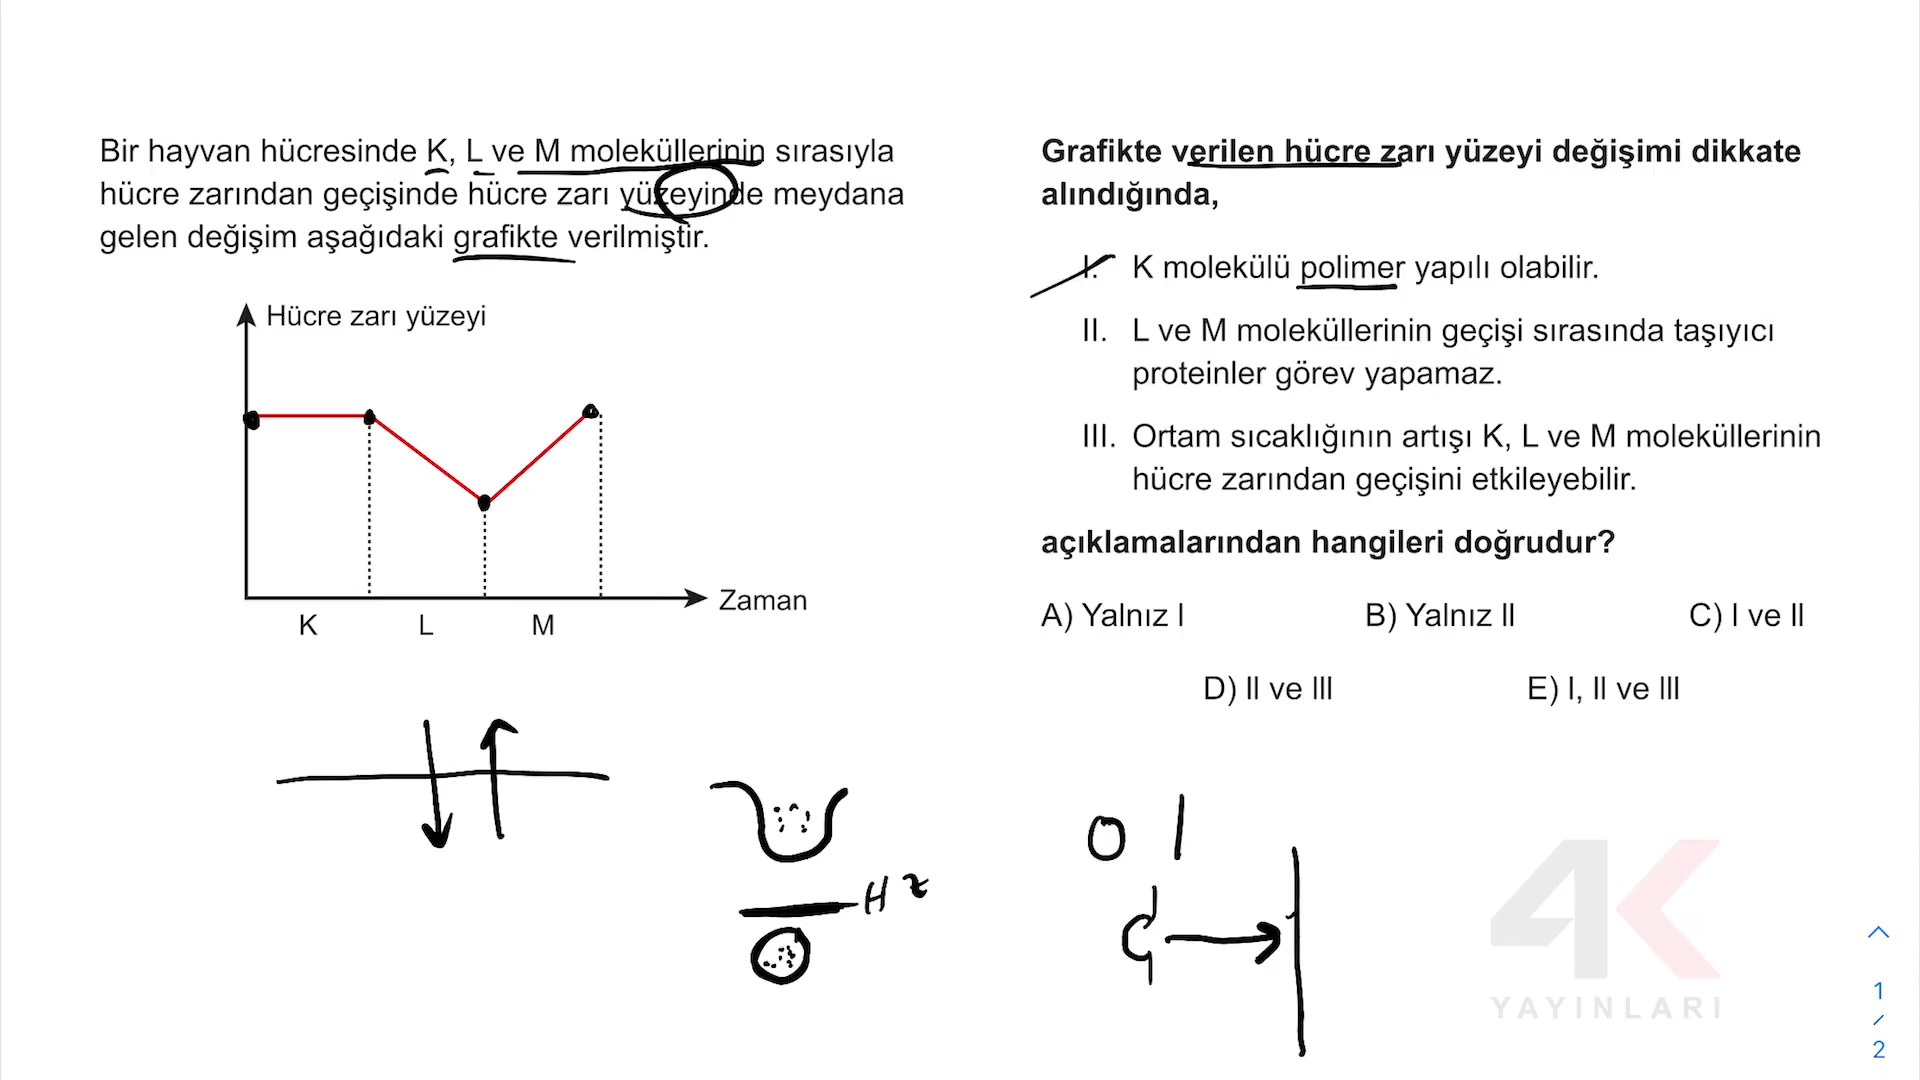 Bir hayvan hücresinde K, L ve M moleküllerinin sırasıyla
hücre zarından geçişinde hücre zarı yüzeyinde meydana
gelen değişim aşağıdaki grafikte verilmiştir.
Hücre zarı yüzeyi
Zaman
K L M
HZ
Grafikte verilen hücre zarı yüzeyi değişimi dikkate
alındığında,
I. K molekülü polimer yapılı olabilir.
II. L ve M moleküllerinin geçişi sırasında taşıyıcı
proteinler görev yapamaz.
III. Ortam sıcaklığının artışı K, L ve M moleküllerinin
hücre zarından geçişini etkileyebilir.
açıklamalarından hangileri doğrudur?
A) Yalnız I B) Yalnız II C) I ve II
D) II ve III E) I, II ve III
4K
YAYINLARI
1
/
2